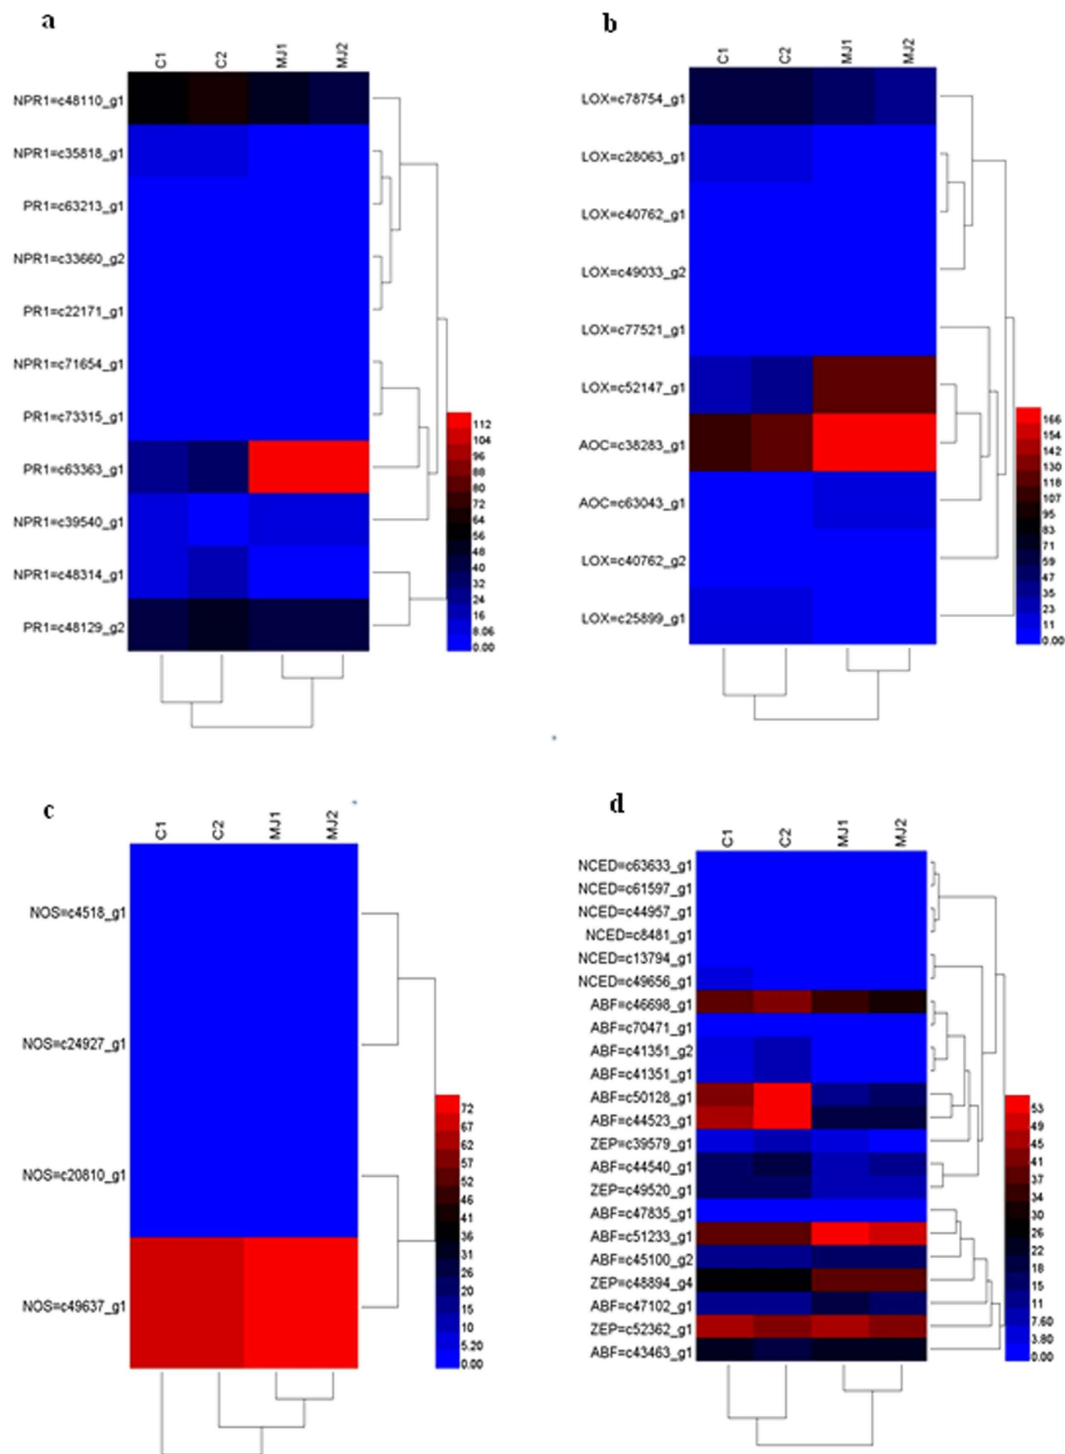 a
C1 C2 MJ1 MJ2
NPR1=c48110_g1
NPR1=c35818_g1
PR1=c63213_g1
NPR1=c33660_g2
PR1=c22171_g1
NPR1=c71654_g1
PR1=c73315_g1
PR1=c63363_g1
NPR1=c39540_g1
NPR1=c48314_g1
PR1=c48129_g2
112
104
96
88
80
72
64
56
48
40
32
24
16
8.06
0.00
b
C1 C2 MJ1 MJ2
LOX=c78754_g1
LOX=c28063_g1
LOX=c40762_g1
LOX=c49033_g2
LOX=c77521_g1
LOX=c52147_g1
AOC=c38283_g1
AOC=c63043_g1
LOX=c40762_g2
LOX=c25899_g1
166
154
142
130
118
107
95
83
71
59
47
35
23
11
0.00
c
C1 C2 MJ1 MJ2
NOS=c4518_g1
NOS=c24927_g1
NOS=c20810_g1
NOS=c49637_g1
72
67
62
57
52
46
41
36
31
26
20
15
10
5.20
0.00
d
C1 C2 MJ1 MJ2
NCED=c63633_g1
NCED=c61597_g1
NCED=c44957_g1
NCED=c8481_g1
NCED=c13794_g1
NCED=c49656_g1
ABF=c46698_g1
ABF=c70471_g1
ABF=c41351_g2
ABF=c41351_g1
ABF=c50128_g1
ABF=c44523_g1
ZEP=c39579_g1
ABF=c44540_g1
ZEP=c49520_g1
ABF=c47835_g1
ABF=c51233_g1
ABF=c45100_g2
ZEP=c48894_g4
ABF=c47102_g1
ZEP=c52362_g1
ABF=c43463_g1
53
49
45
41
37
34
30
26
22
18
15
11
7.60
3.80
0.00